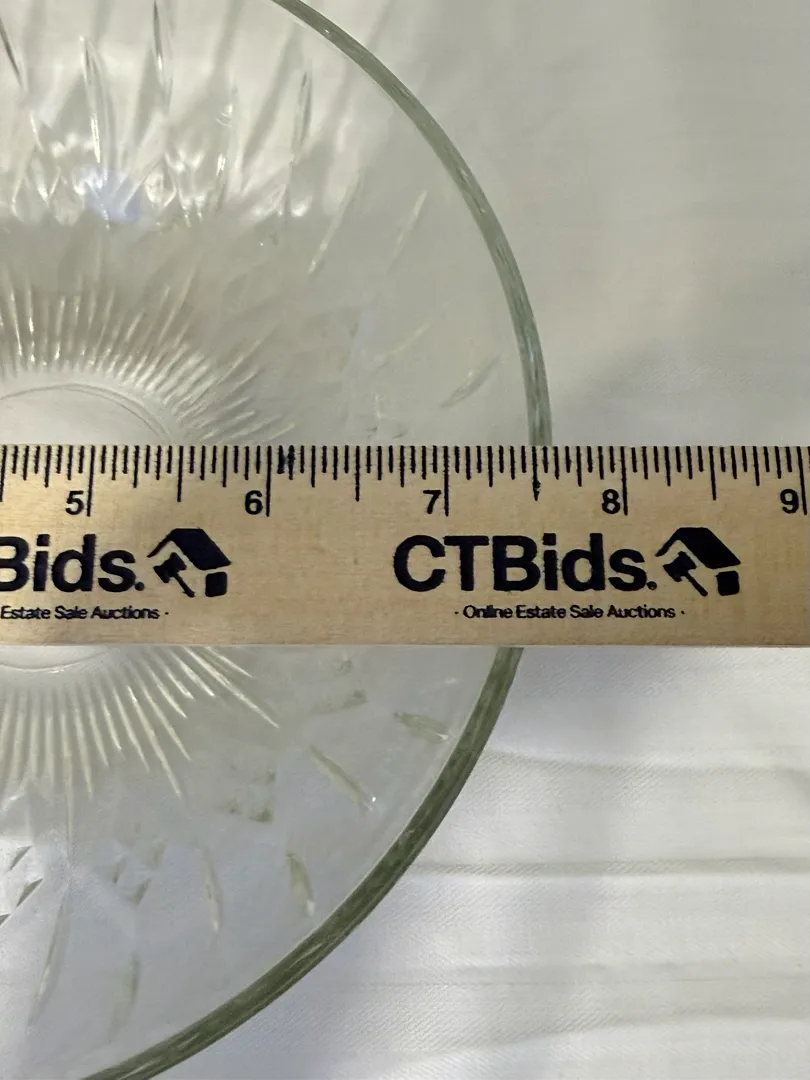 5 6 7 8 9
Bids. CTBids.
Estate Sale Auctions · · Online Estate Sale Auctions ·